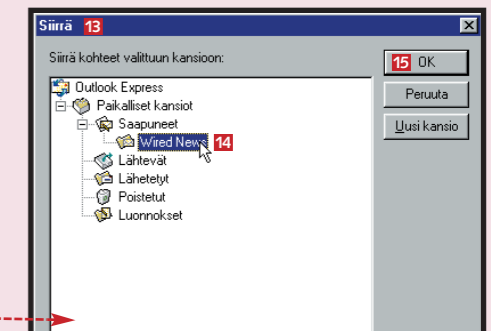 Siirrä 13
Siirrä kohteet valittuun kansioon:
Outlook Express
Paikalliset kansiot
Saapuneet
Wired News 14
Lähtevät
Lähetetyt
Poistetut
Luonnokset
15 OK
Peruuta
Uusi kansio